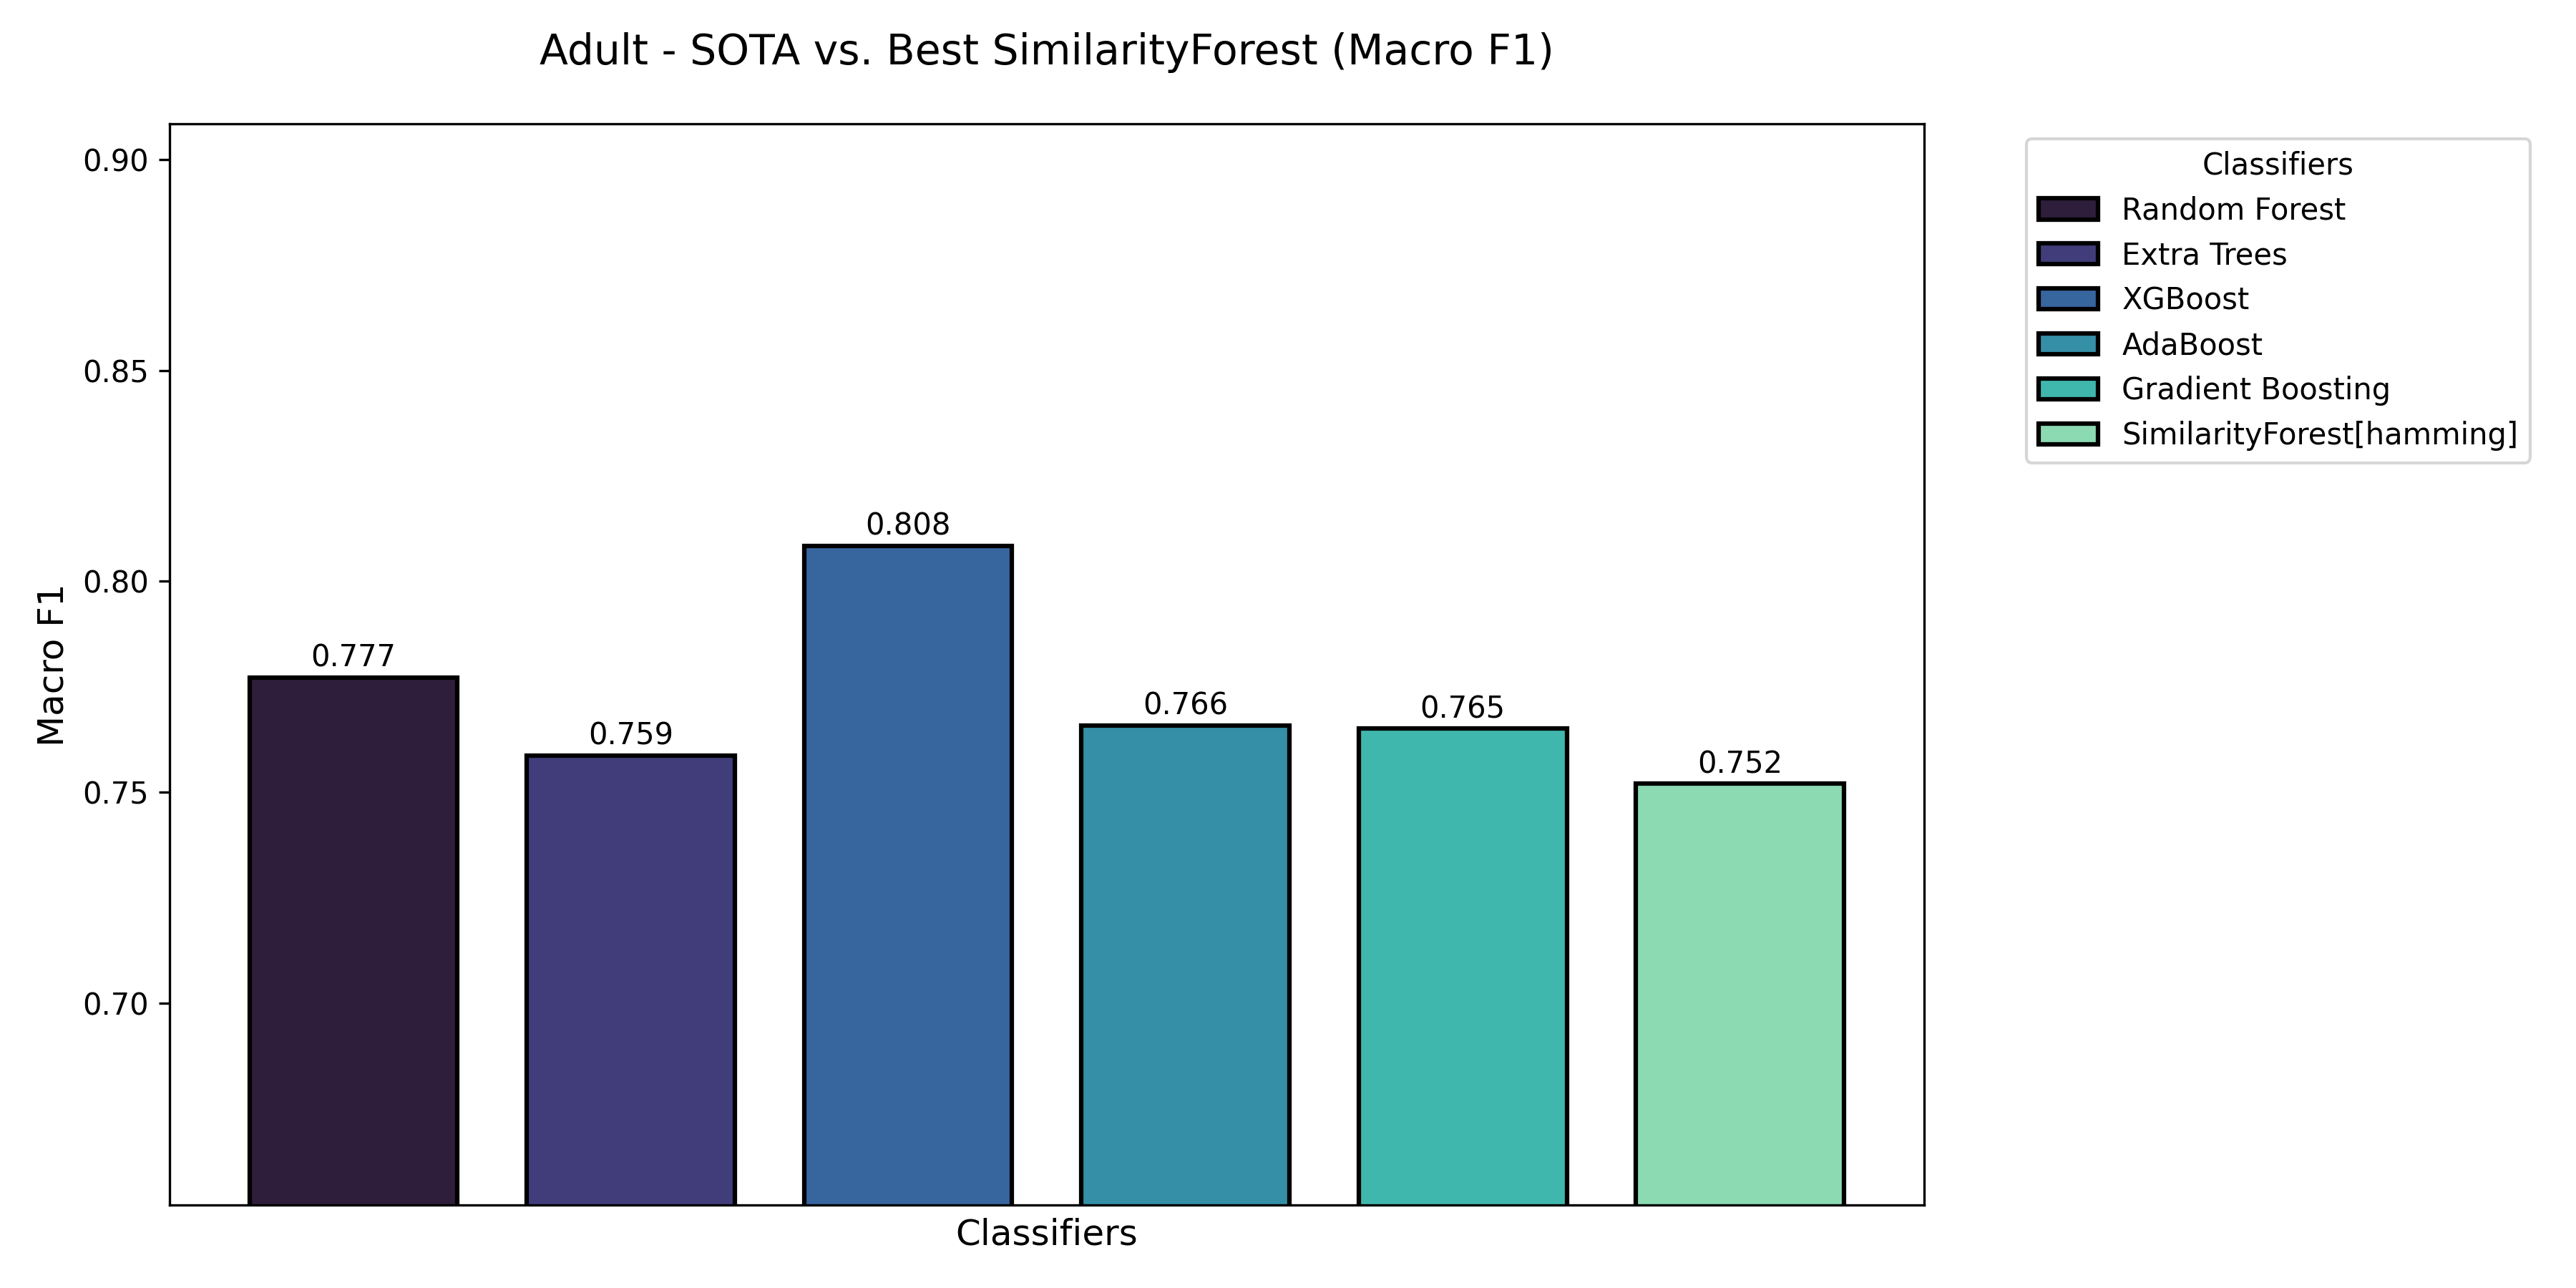 Adult - SOTA vs. Best SimilarityForest (Macro F1)
0.90
0.85
0.80
0.75
0.70
Macro F1
0.777
0.759
0.808
0.766
0.765
0.752
Classifiers
Classifiers
Random Forest
Extra Trees
XGBoost
AdaBoost
Gradient Boosting
SimilarityForest[hamming]